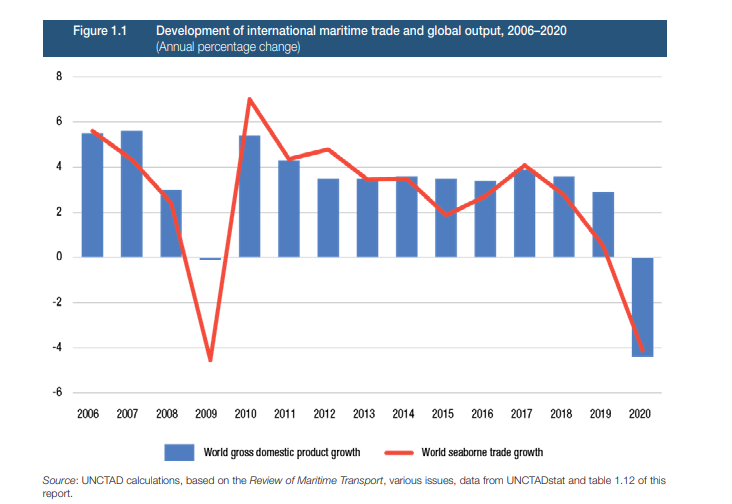 Figure 1.1 Development of international maritime trade and global output, 2006–2020
(Annual percentage change)
8
6
4
2
0
-2
-4
-6
2006 2007 2008 2009 2010 2011 2012 2013 2014 2015 2016 2017 2018 2019 2020
World gross domestic product growth World seaborne trade growth
Source: UNCTAD calculations, based on the Review of Maritime Transport, various issues, data from UNCTADstat and table 1.12 of this
report.